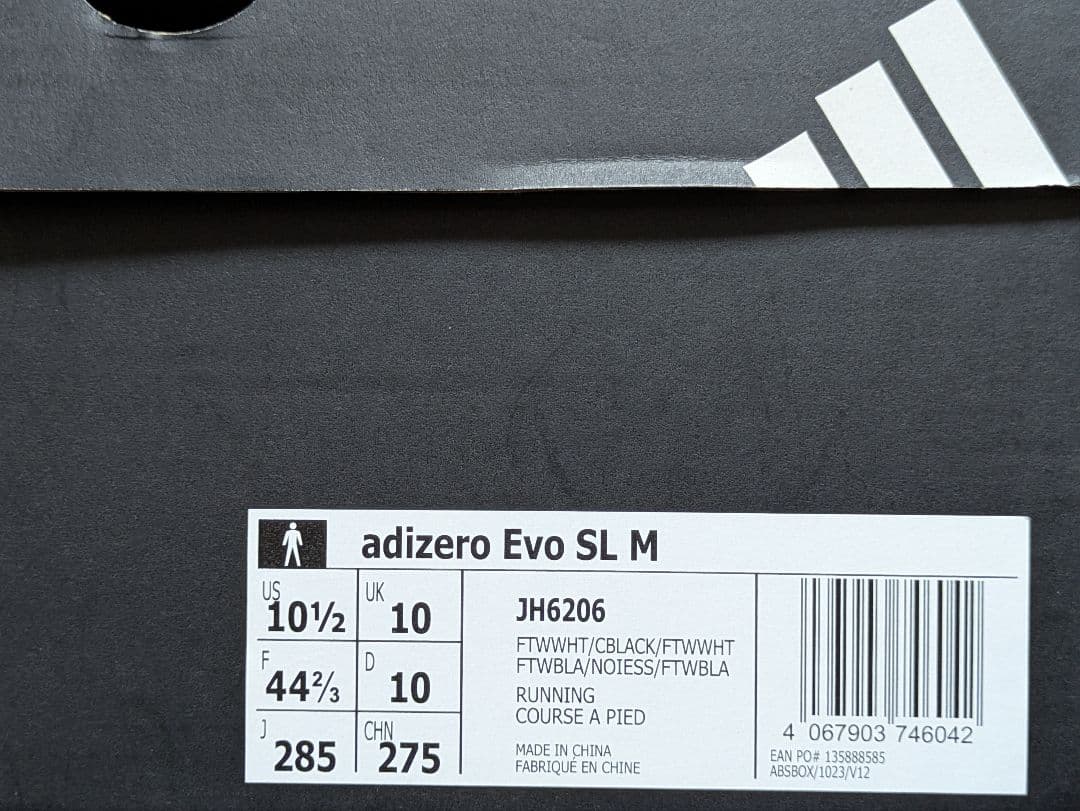 adizero Evo SL M
US 10½ UK 10
F 44⅔ D 10
J 285 CHN 275
JH6206
FTWWHT/CBLACK/FTWWHT
FTWBLA/NOIESS/FTWBLA
RUNNING
COURSE A PIED
MADE IN CHINA
FABRIQUÉ EN CHINE
4 067903 746042
EAN PO# 135888585
ABSBOX/1023/V12